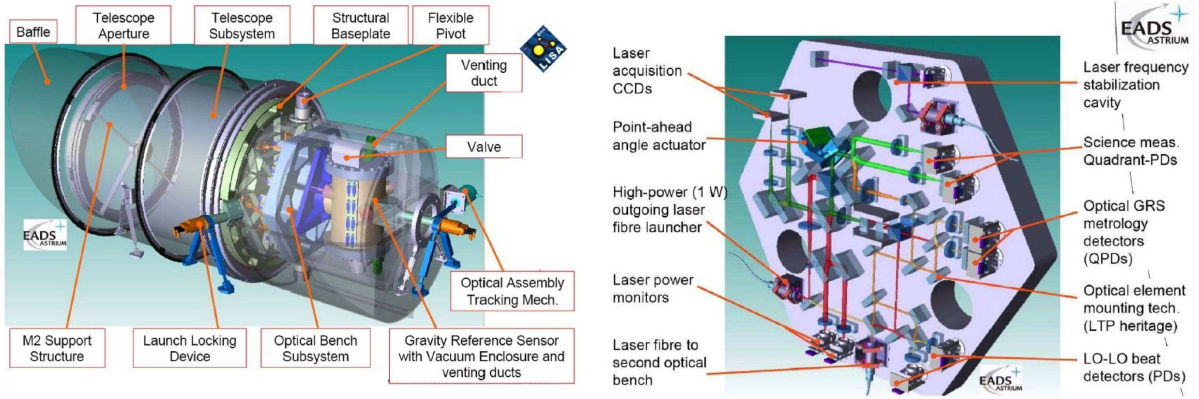 Baffle
Telescope
Aperture
Telescope
Subsystem
Structural
Baseplate
Flexible
Pivot
LISA
Venting
duct
Valve
EADS
ASTRIUM
Optical Assembly
Tracking Mech.
M2 Support
Structure
Launch Locking
Device
Optical Bench
Subsystem
Gravity Reference Sensor
with Vacuum Enclosure and
venting ducts
Laser
acquisition
CCDs
Point-ahead
angle actuator
High-power (1 W)
outgoing laser
fibre launcher
Laser power
monitors
Laser fibre to
second optical
bench
EADS
ASTRIUM
Laser frequency
stabilization
cavity
Science meas.
Quadrant-PDs
Optical GRS
metrology
detectors
(QPDs)
Optical element
mounting tech.
(LTP heritage)
LO-LO beat
detectors (PDs)
EADS
ASTRIUM